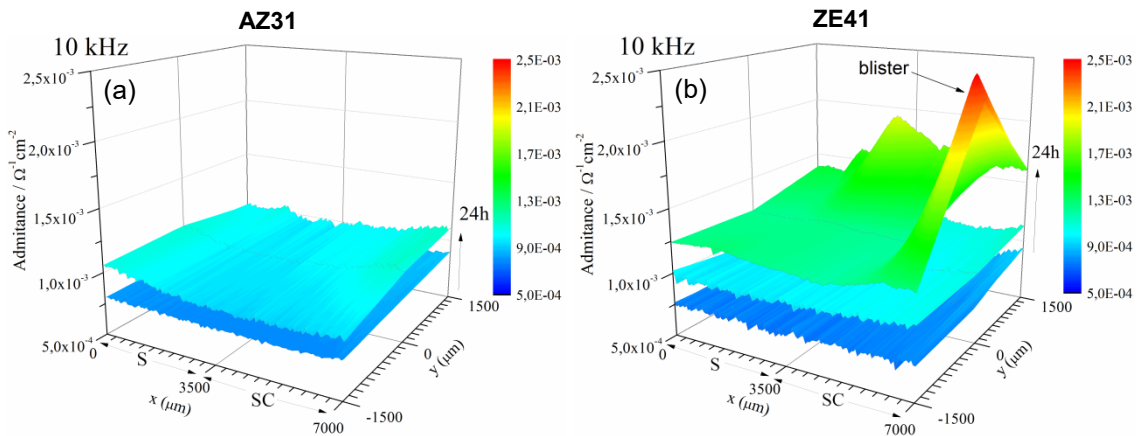 AZ31
ZE41
10 kHz
(a)
2,5x10⁻³
2,0x10⁻³
1,5x10⁻³
1,0x10⁻³
5,0x10⁻⁴
Admitance / Ω⁻¹cm⁻²
0
S
3500
SC
7000
x (μm)
-1500
0
1500
y (μm)
24h
2,5E-03
2,1E-03
1,7E-03
1,3E-03
9,0E-04
5,0E-04
10 kHz
(b)
blister
2,5x10⁻³
2,0x10⁻³
1,5x10⁻³
1,0x10⁻³
5,0x10⁻⁴
Admitance / Ω⁻¹cm⁻²
0
S
3500
SC
7000
x (μm)
-1500
0
1500
y (μm)
24h
2,5E-03
2,1E-03
1,7E-03
1,3E-03
9,0E-04
5,0E-04